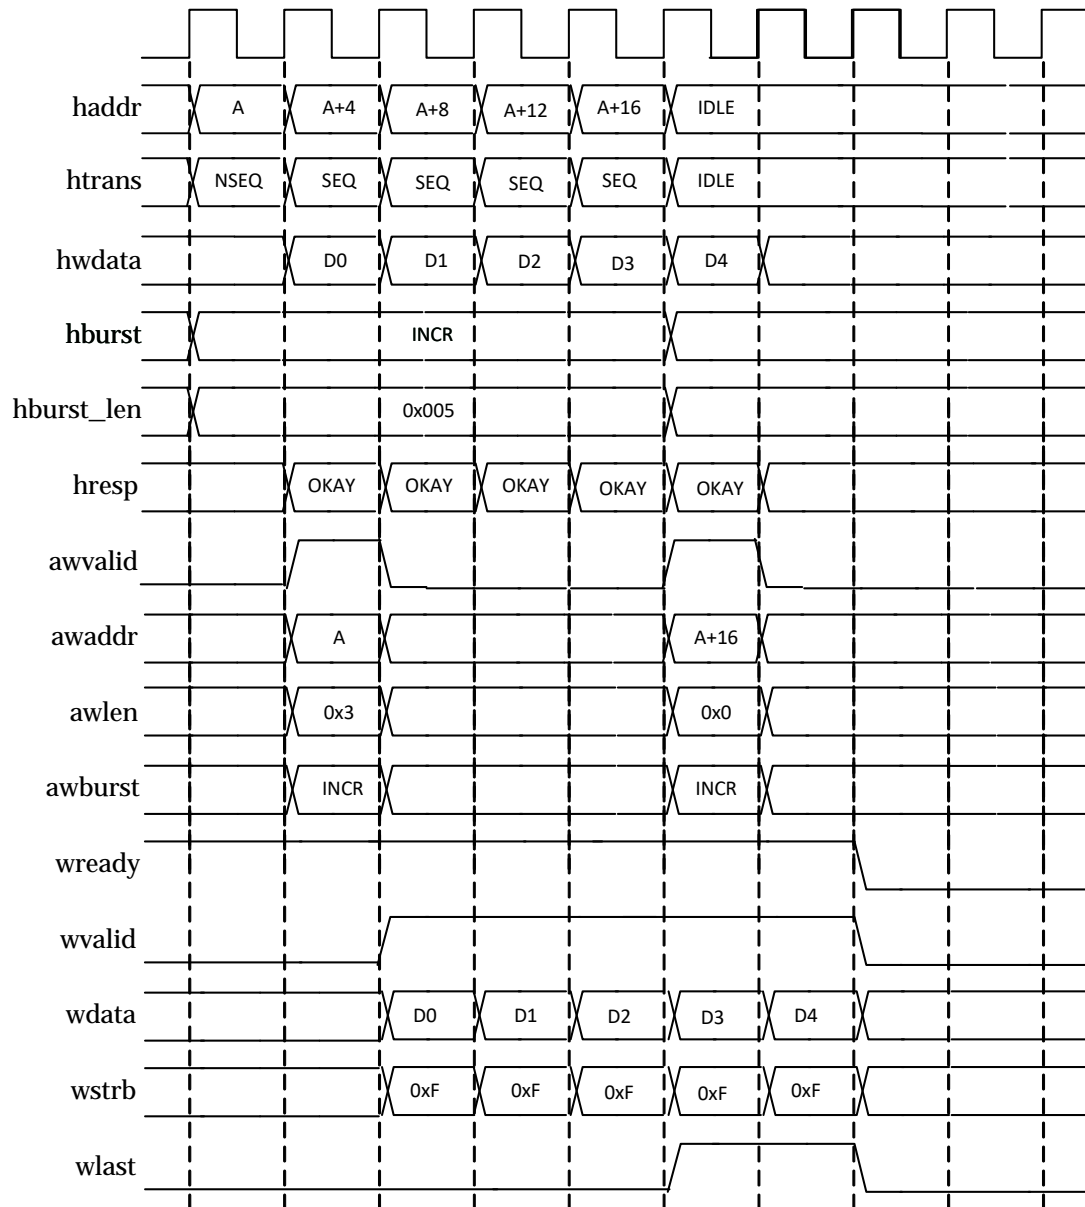 haddr A A+4 A+8 A+12 A+16 IDLE
htrans NSEQ SEQ SEQ SEQ SEQ IDLE
hwdata D0 D1 D2 D3 D4
hburst INCR
hburst_len 0x005
hresp OKAY OKAY OKAY OKAY OKAY
awvalid
awaddr A A+16
awlen 0x3 0x0
awburst INCR INCR
wready
wvalid
wdata D0 D1 D2 D3 D4
wstrb 0xF 0xF 0xF 0xF 0xF
wlast